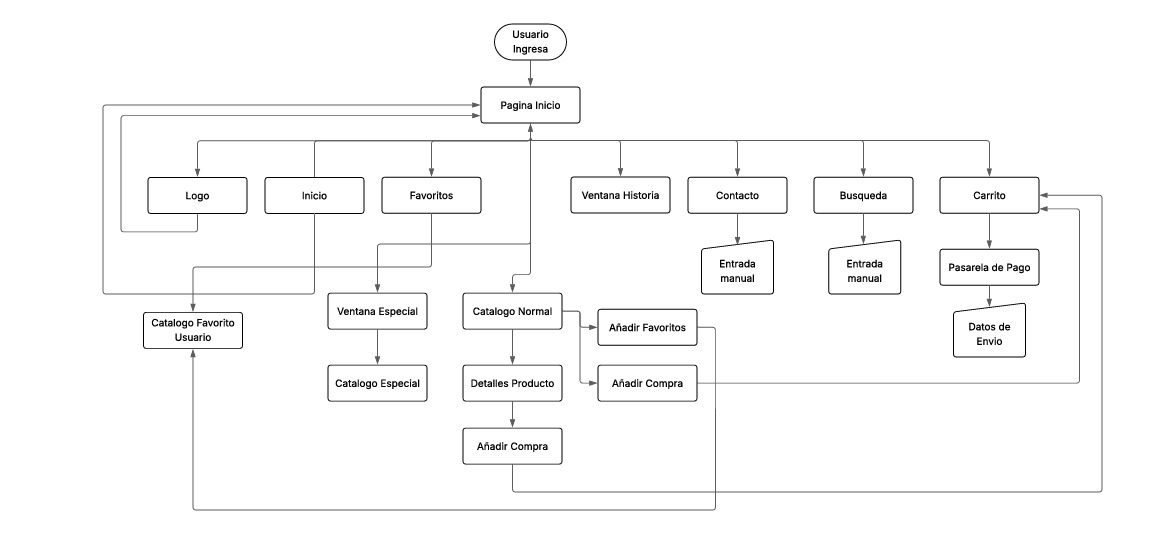 Usuario
Ingresa
Pagina Inicio
Logo
Inicio
Favoritos
Ventana Historia
Contacto
Busqueda
Carrito
Entrada
manual
Entrada
manual
Pasarela de Pago
Catalogo Favorito
Usuario
Ventana Especial
Catalogo Normal
Añadir Favoritos
Datos de
Envio
Catalogo Especial
Detalles Producto
Añadir Compra
Añadir Compra